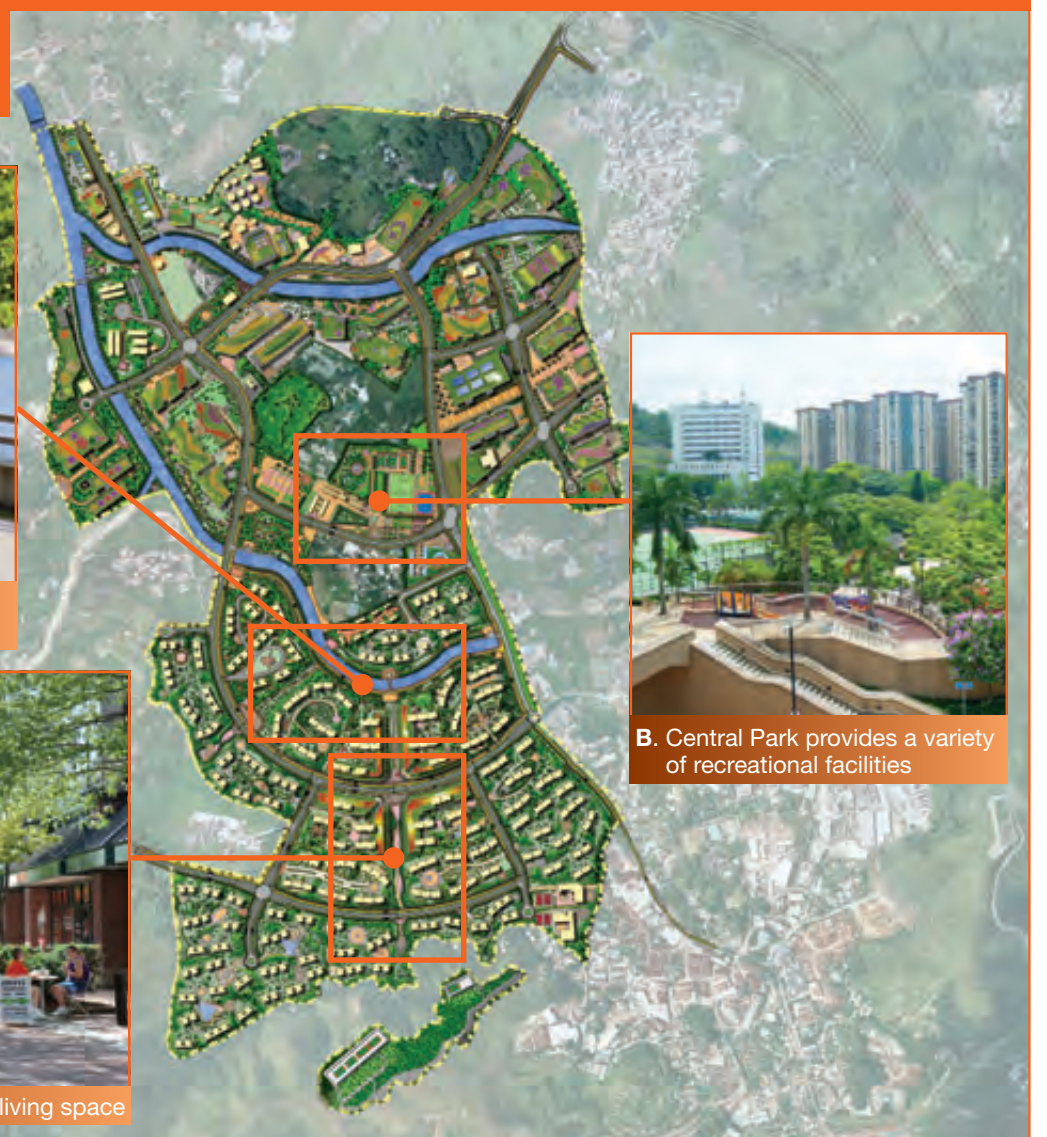 B. Central Park provides a variety
of recreational facilities
living space